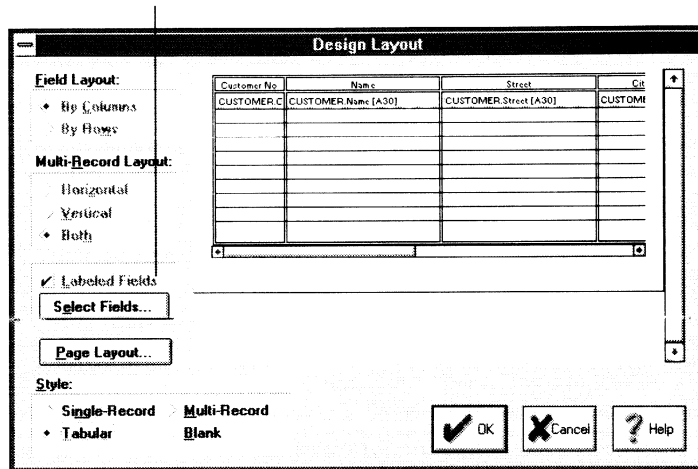 Design Layout
Field Layout:
By Columns
By Rows
Multi-Record Layout:
Horizontal
Vertical
Both
Labeled Fields
Select Fields...
Page Layout...
Style:
Single-Record Multi-Record
Tabular Blank
Customer No Name Street Cit
CUSTOMER.C CUSTOMER.Name [A30] CUSTOMER.Street [A30] CUSTOME
OK Cancel Help